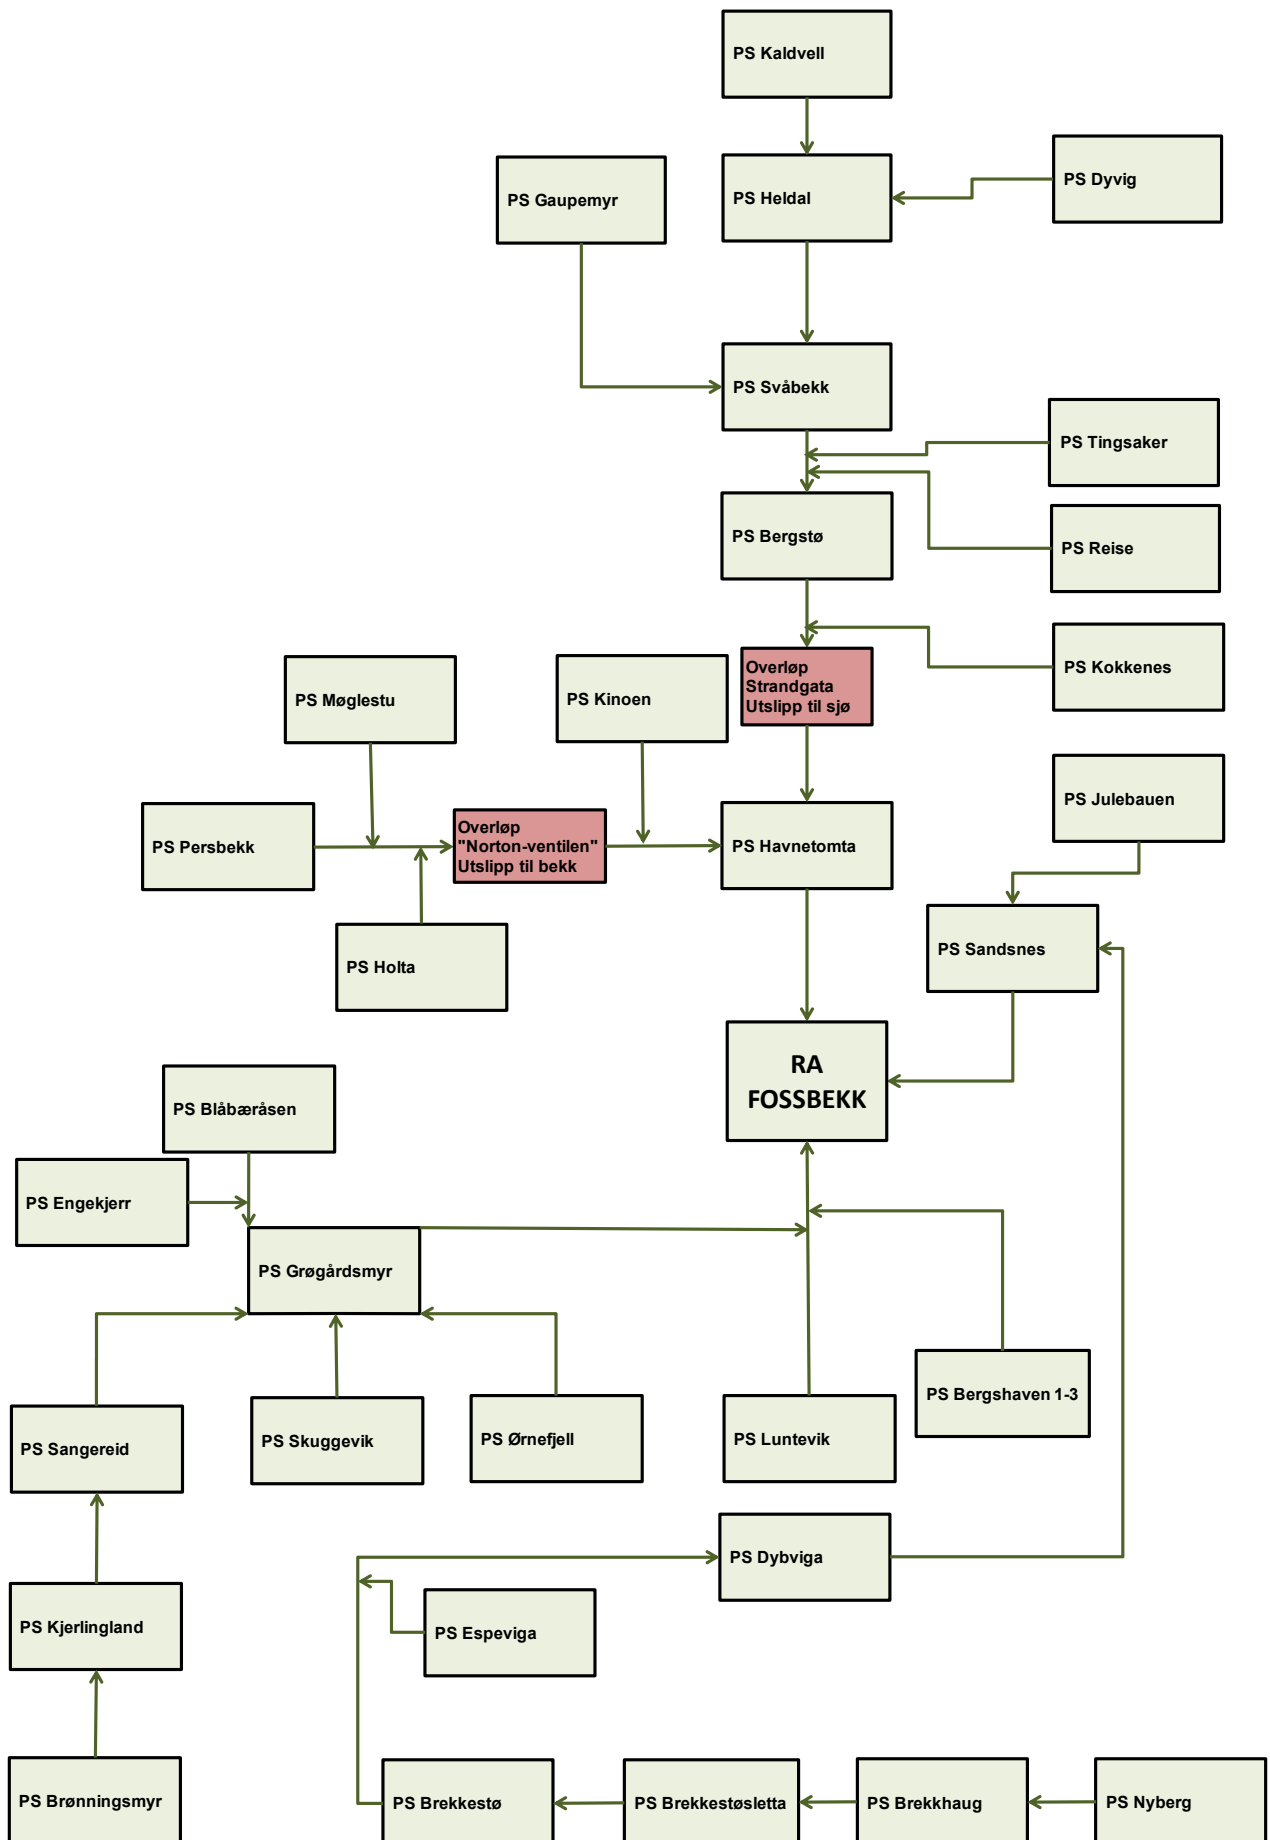 PS Kaldvell
PS Gaupemyr
PS Heldal
PS Dyvig
PS Svåbekk
PS Tingsaker
PS Bergstø
PS Reise
PS Kokkenes
PS Møglestu
PS Kinoen
Overløp
Strandgata
Utslipp til sjø
PS Julebauen
PS Persbekk
Overløp
"Norton-ventilen"
Utslipp til bekk
PS Havnetomta
PS Holta
PS Sandsnes
RA
FOSSBEKK
PS Blåbæråsen
PS Engekjerr
PS Grøgårdsmyr
PS Bergshaven 1-3
PS Sangereid
PS Skuggevik
PS Ørnefjell
PS Luntevik
PS Dybviga
PS Kjerlingland
PS Espeviga
PS Brønningsmyr
PS Brekkestø
PS Brekkestøsletta
PS Brekkhaug
PS Nyberg